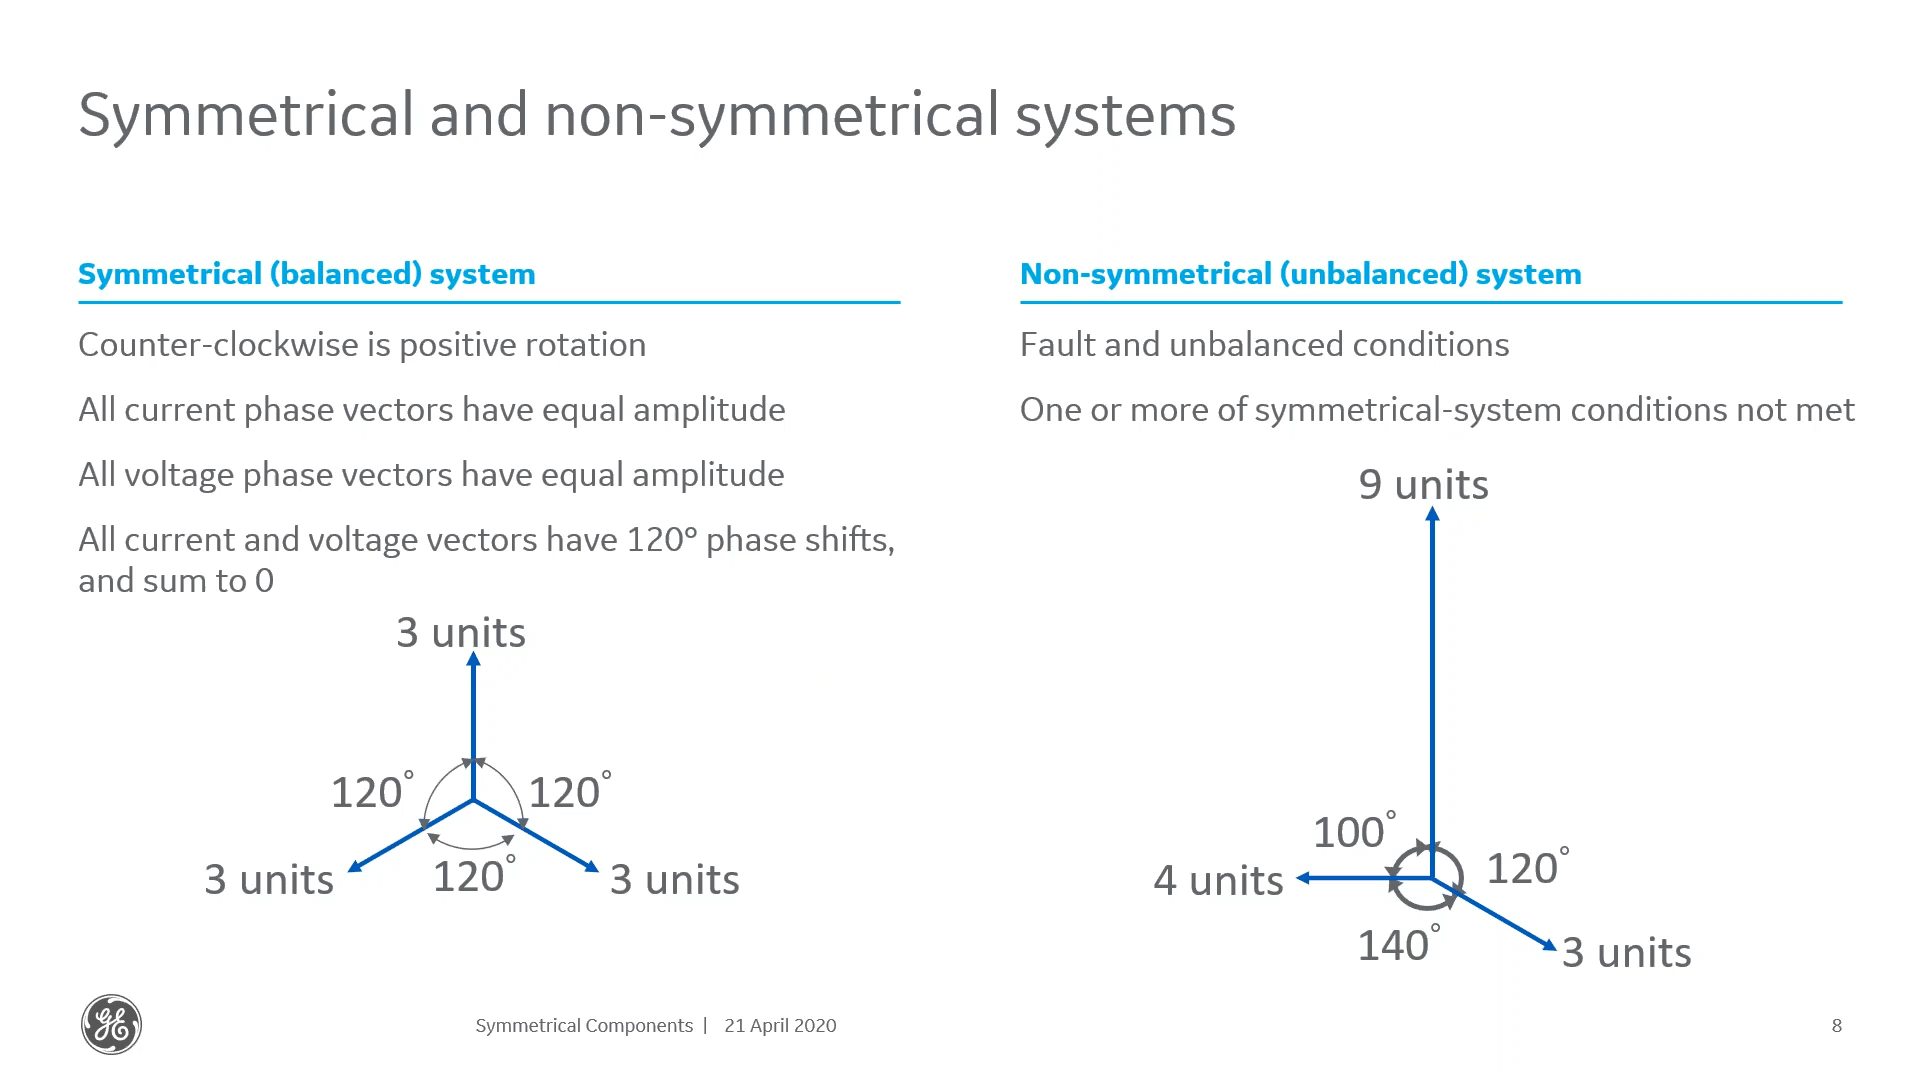 Symmetrical and non-symmetrical systems
Symmetrical (balanced) system
Counter-clockwise is positive rotation
All current phase vectors have equal amplitude
All voltage phase vectors have equal amplitude
All current and voltage vectors have 120° phase shifts,
and sum to 0
3 units
120°
120°
3 units
120°
3 units
Non-symmetrical (unbalanced) system
Fault and unbalanced conditions
One or more of symmetrical-system conditions not met
9 units
100°
120°
4 units
140°
3 units
GE
Symmetrical Components | 21 April 2020
8